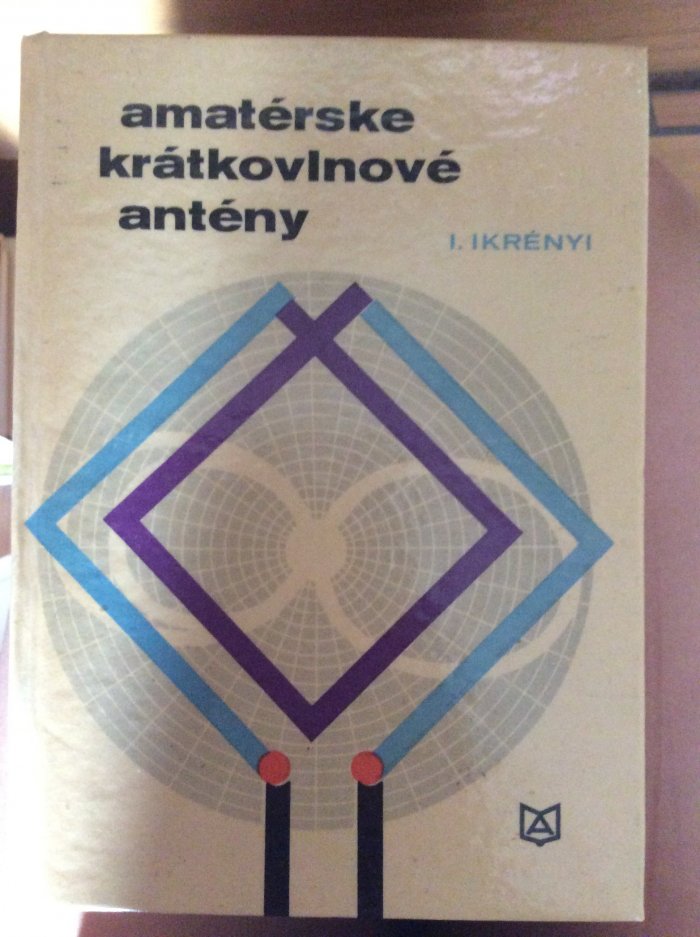 amatérske
krátkovlnové
antény
I. IKRÉNYI
A